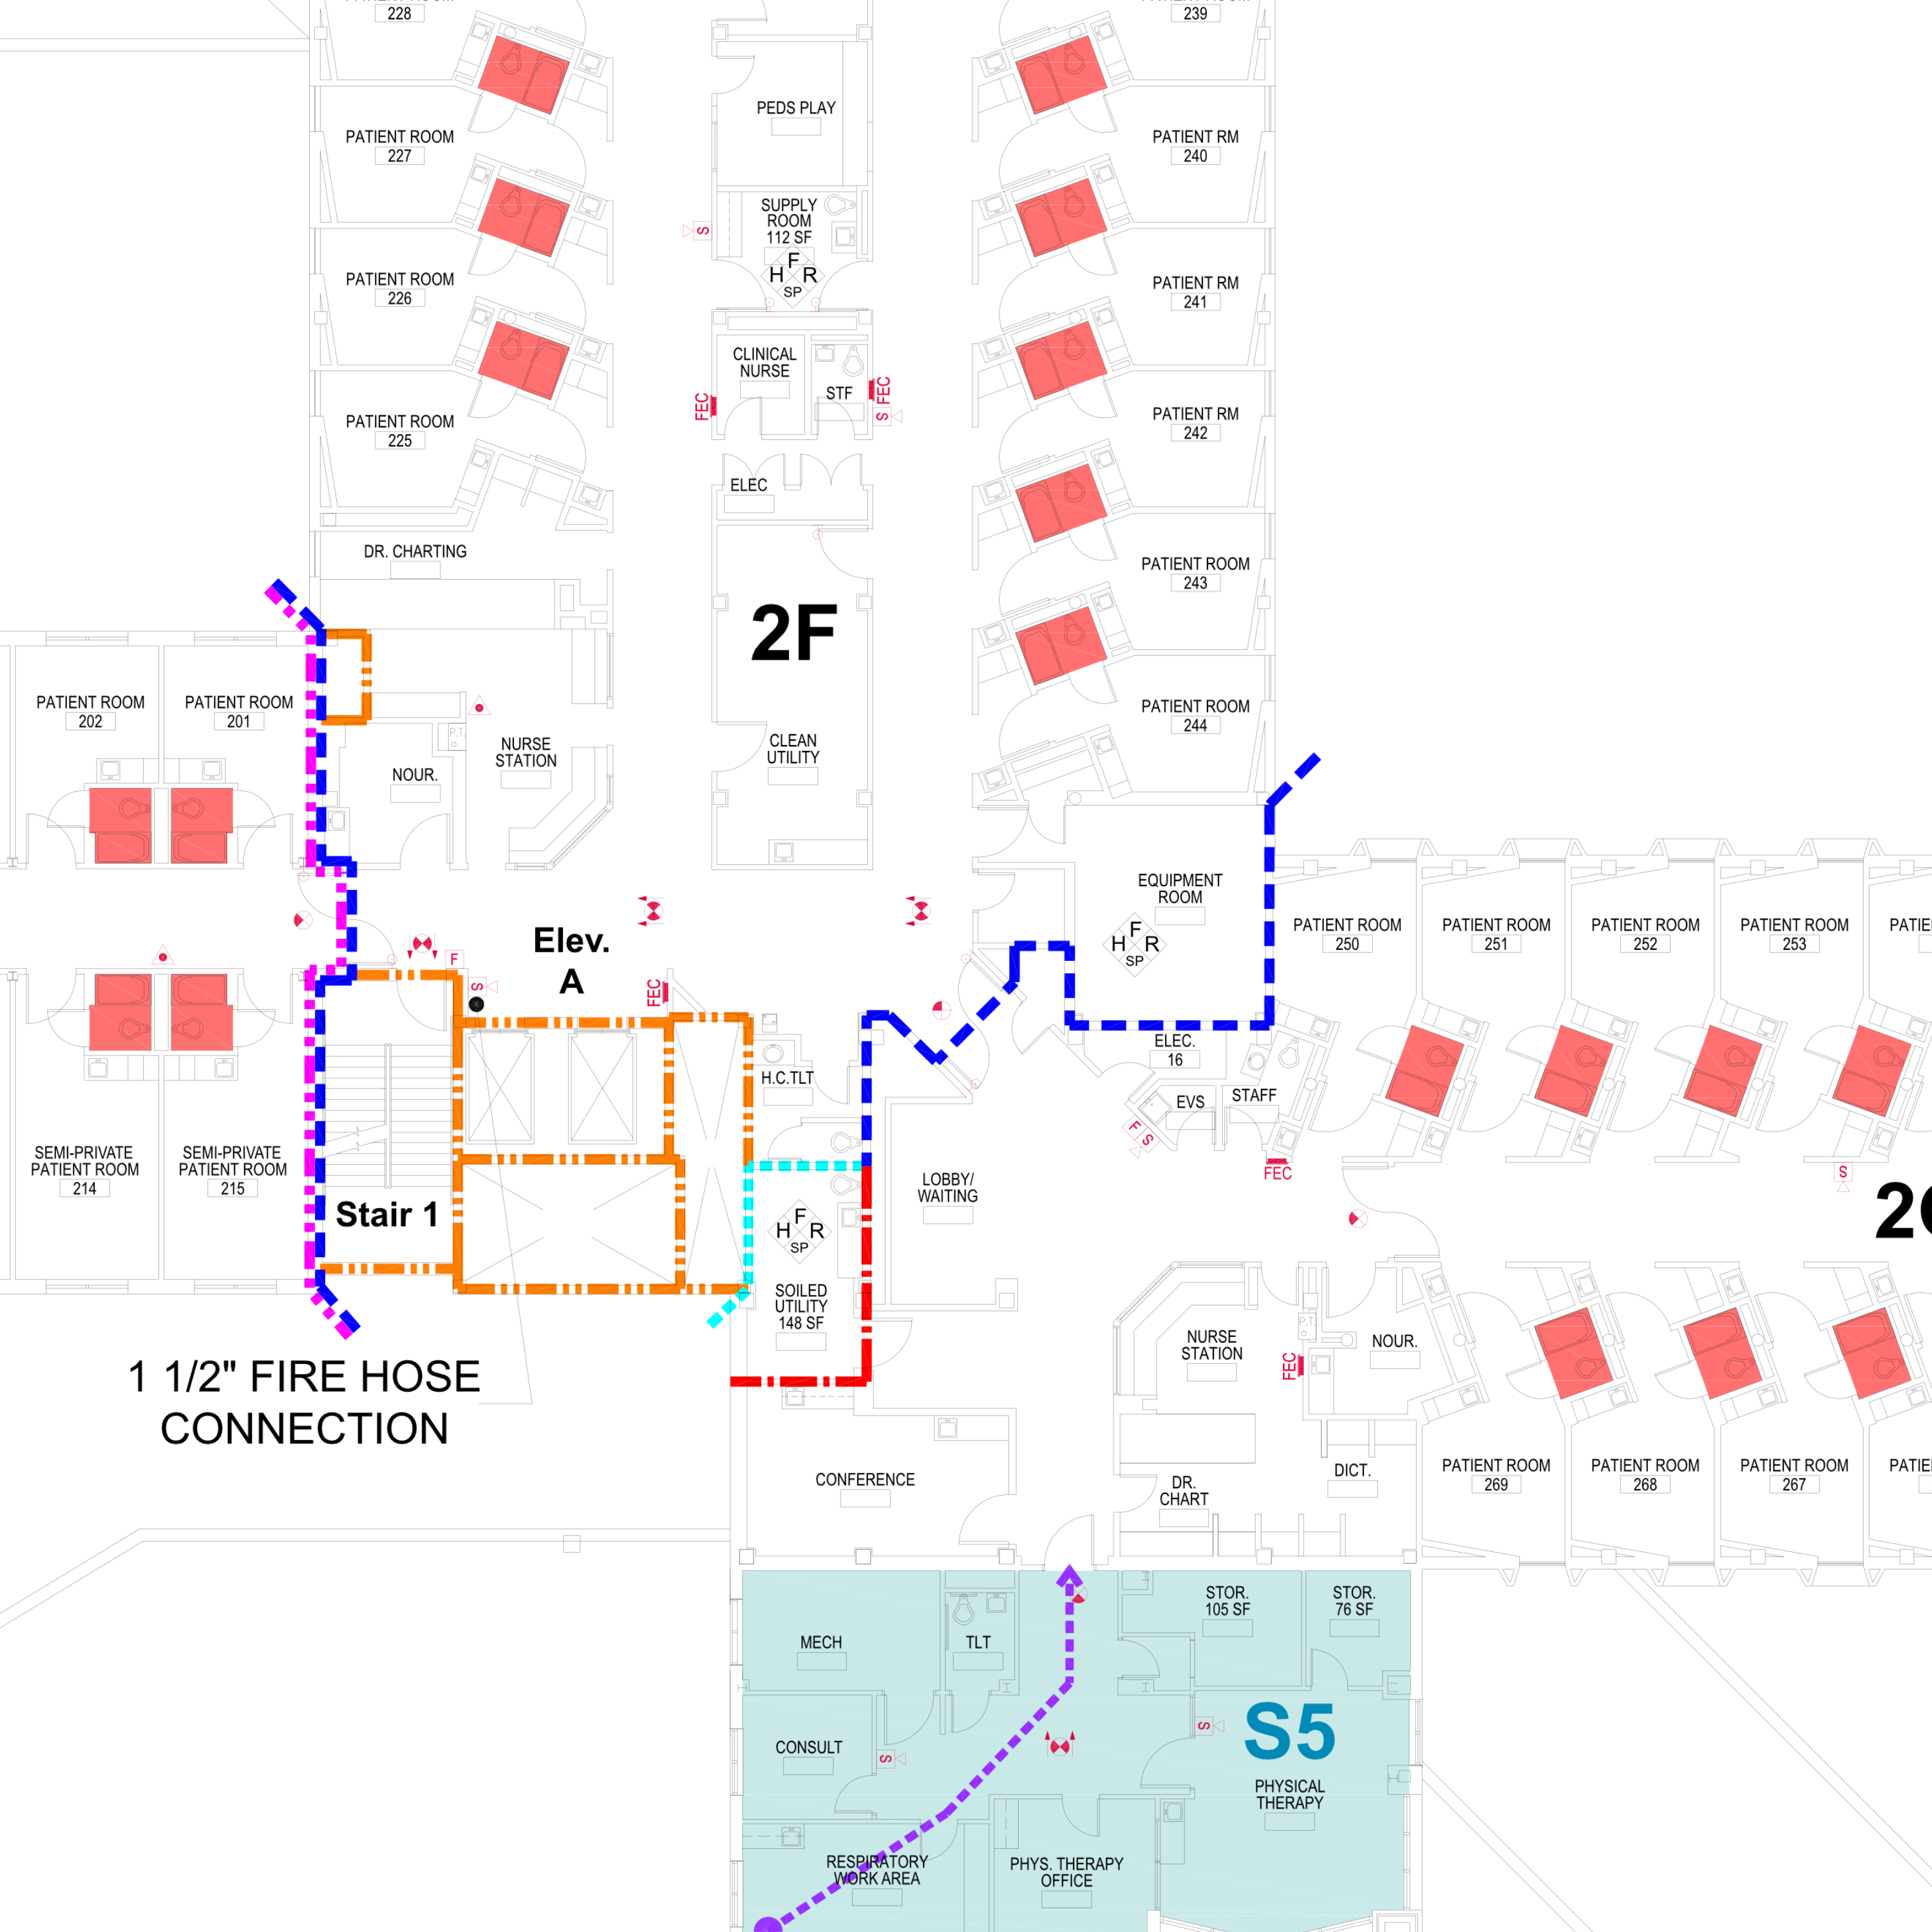 228
239
PEDS PLAY
PATIENT ROOM
227
PATIENT RM
240
SUPPLY
ROOM
112 SF
S
F
H R
SP
PATIENT ROOM
226
PATIENT RM
241
CLINICAL
NURSE
STF
FEC
FEC
S
PATIENT ROOM
225
PATIENT RM
242
ELEC
DR. CHARTING
PATIENT ROOM
243
2F
PATIENT ROOM
202
PATIENT ROOM
201
PATIENT ROOM
244
P.T.
NURSE
STATION
CLEAN
UTILITY
NOUR.
EQUIPMENT
ROOM
F
H R
SP
PATIENT ROOM
250
PATIENT ROOM
251
PATIENT ROOM
252
PATIENT ROOM
253
Elev.
A
F
S
FEC
H.C.TLT
ELEC.
16
EVS
STAFF
F S
FEC
S
SEMI-PRIVATE
PATIENT ROOM
214
SEMI-PRIVATE
PATIENT ROOM
215
LOBBY/
WAITING
Stair 1
F
H R
SP
SOILED
UTILITY
148 SF
NURSE
STATION
P.T.
NOUR.
FEC
1 1/2" FIRE HOSE
CONNECTION
CONFERENCE
DR.
CHART
DICT.
PATIENT ROOM
269
PATIENT ROOM
268
PATIENT ROOM
267
MECH
TLT
STOR.
105 SF
STOR.
76 SF
S5
S
S
CONSULT
PHYSICAL
THERAPY
RESPIRATORY
WORK AREA
PHYS. THERAPY
OFFICE